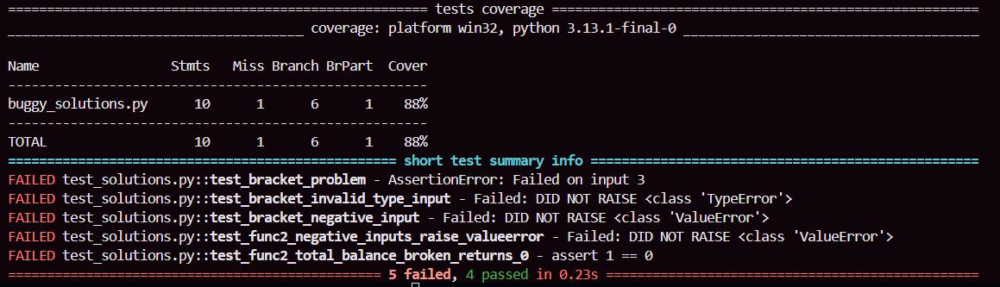 ====================================================== tests coverage =======================================================
______________________________________ coverage: platform win32, python 3.13.1-final-0 ______________________________________
Name                 Stmts   Miss Branch BrPart  Cover
------------------------------------------------------
buggy_solutions.py      10      1      6      1    88%
------------------------------------------------------
TOTAL                   10      1      6      1    88%
================================================== short test summary info ==================================================
FAILED test_solutions.py::test_bracket_problem - AssertionError: Failed on input 3
FAILED test_solutions.py::test_bracket_invalid_type_input - Failed: DID NOT RAISE <class 'TypeError'>
FAILED test_solutions.py::test_bracket_negative_input - Failed: DID NOT RAISE <class 'ValueError'>
FAILED test_solutions.py::test_func2_negative_inputs_raise_valueerror - Failed: DID NOT RAISE <class 'ValueError'>
FAILED test_solutions.py::test_func2_total_balance_broken_returns_0 - assert 1 == 0
================================================ 5 failed, 4 passed in 0.23s ================================================